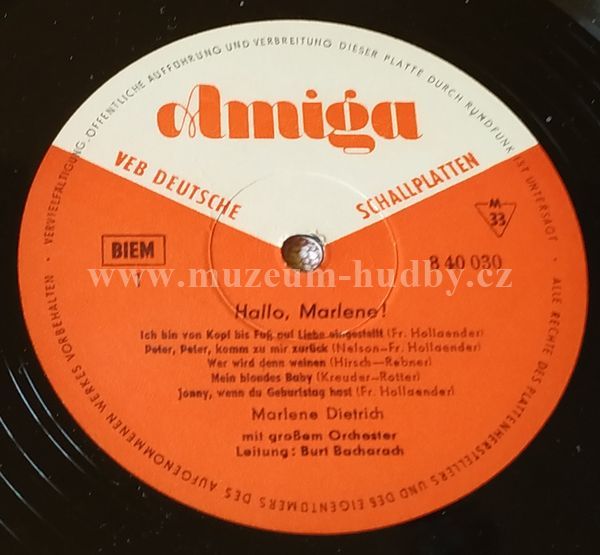 VERVIELFÄLTIGUNG, ÖFFENTLICHE AUFFÜHRUNG UND VERBREITUNG DIESER PLATTE DURCH RUNDFUNK IST UNTERSAGT · ALLE RECHTE DES PLATTENHERSTELLERS UND DES EIGENTÜMERS DES AUFGENOMMENEN WERKES VORBEHALTEN ·
Amiga
VEB DEUTSCHE SCHALLPLATTEN
M
33
BIEM
1
8 40 030
www.muzeum-hudby.cz
Hallo, Marlene!
Ich bin von Kopf bis Fuß auf Liebe eingestellt (Fr. Hollaender)
Peter, Peter, komm zu mir zurück (Nelson–Fr. Hollaender)
Wer wird denn weinen (Hirsch–Rebner)
Mein blondes Baby (Kreuder–Rotter)
Jonny, wenn du Geburtstag hast (Fr. Hollaender)
Marlene Dietrich
mit großem Orchester
Leitung: Burt Bacharach